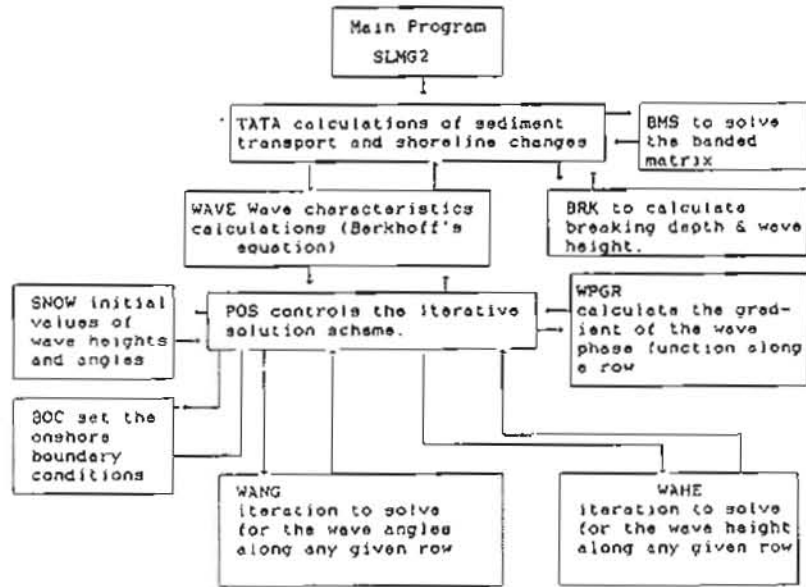 Main Program
SLMG2
TATA calculations of sediment
transport and shoreline changes
BMS to solve
the banded
matrix
WAVE Wave characteristics
calculations (Berkhoff's
equation)
BRK to calculate
breaking depth & wave
height.
SNOW initial
values of
wave heights
and angles
POS controls the iterative
solution scheme.
WPGR
calculate the grad-
ient of the wave
phase function along
a row
BOC set the
onshore
boundary
conditions
WANG
iteration to solve
for the wave angles
along any given row
WAHE
iteration to solve
for the wave height
along any given row